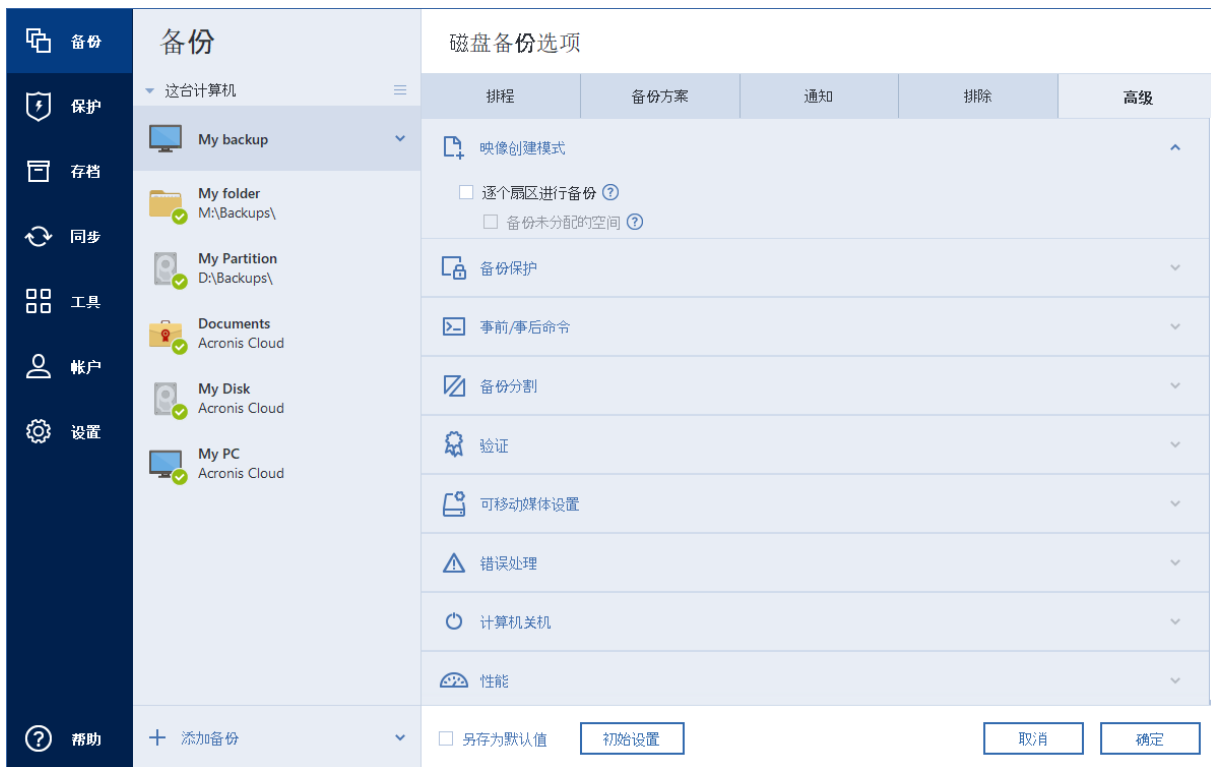 备份
保护
存档
同步
工具
帐户
设置
帮助
备份
这台计算机
My backup
My folder
M:\Backups\
My Partition
D:\Backups\
Documents
Acronis Cloud
My Disk
Acronis Cloud
My PC
Acronis Cloud
添加备份
磁盘备份选项
排程 备份方案 通知 排除 高级
映像创建模式
逐个扇区进行备份 ?
备份未分配的空间 ?
备份保护
事前/事后命令
备份分割
验证
可移动媒体设置
错误处理
计算机关机
性能
另存为默认值 初始设置 取消 确定